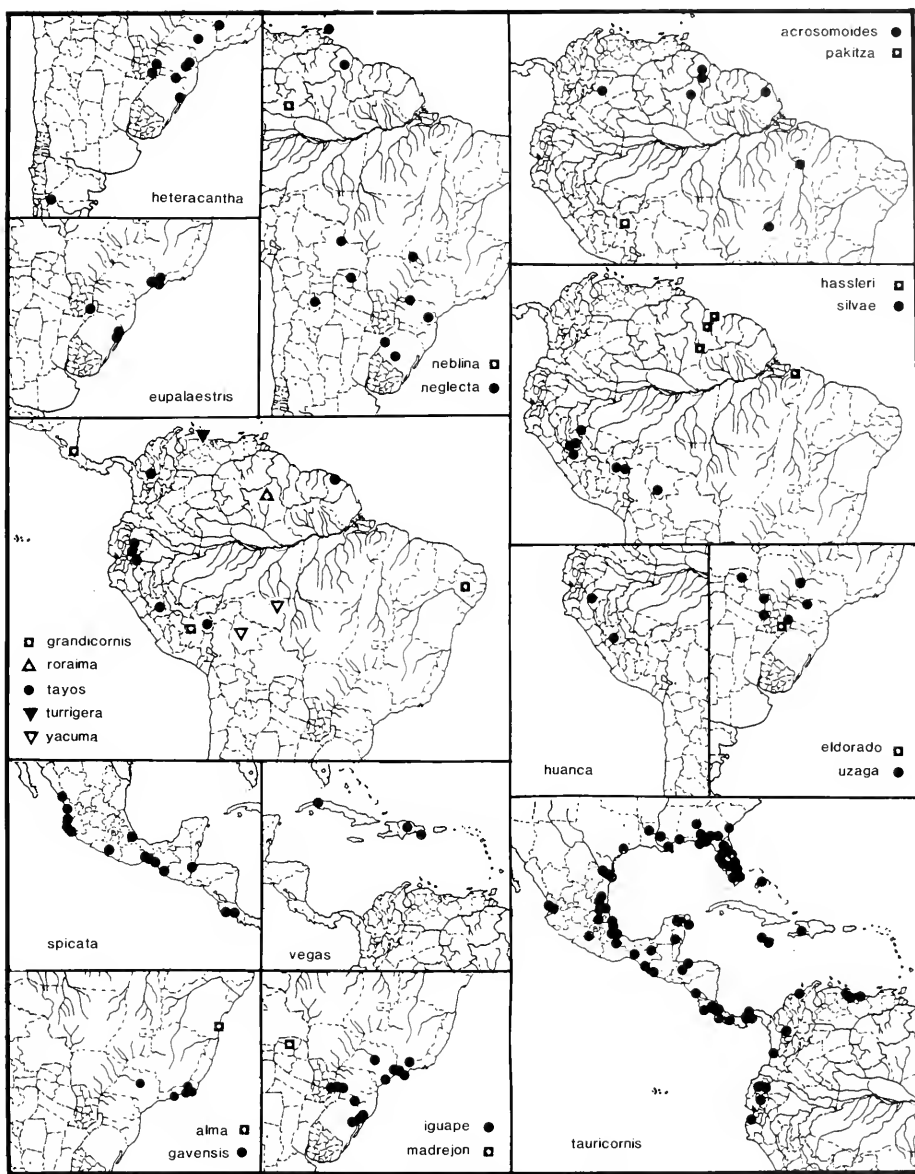 heteracantha
eupalaestris
neblina
neglecta
acrosomoides
pakitza
hassleri
silvae
grandicornis
roraima
tayos
turrigera
yacuma
huanca
eldorado
uzaga
spicata
vegas
tauricornis
alma
gavensis
iguape
madrejon